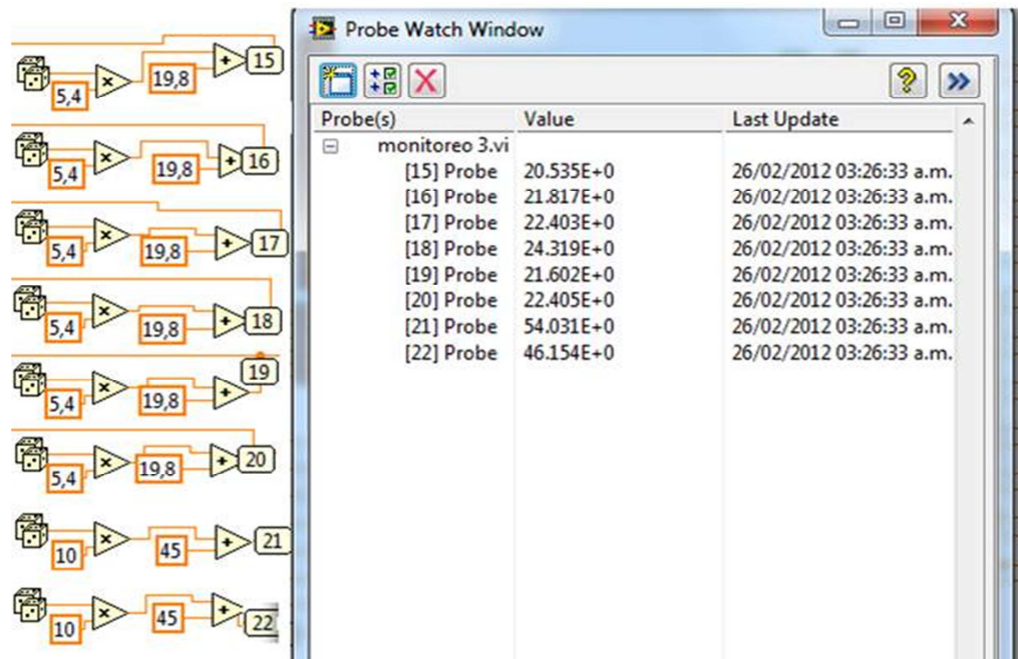 5,4 19,8 15
5,4 19,8 16
5,4 19,8 17
5,4 19,8 18
5,4 19,8 19
5,4 19,8 20
10 45 21
10 45 22
Probe Watch Window
Probe(s) Value Last Update
monitoreo 3.vi
[15] Probe 20.535E+0 26/02/2012 03:26:33 a.m.
[16] Probe 21.817E+0 26/02/2012 03:26:33 a.m.
[17] Probe 22.403E+0 26/02/2012 03:26:33 a.m.
[18] Probe 24.319E+0 26/02/2012 03:26:33 a.m.
[19] Probe 21.602E+0 26/02/2012 03:26:33 a.m.
[20] Probe 22.405E+0 26/02/2012 03:26:33 a.m.
[21] Probe 54.031E+0 26/02/2012 03:26:33 a.m.
[22] Probe 46.154E+0 26/02/2012 03:26:33 a.m.